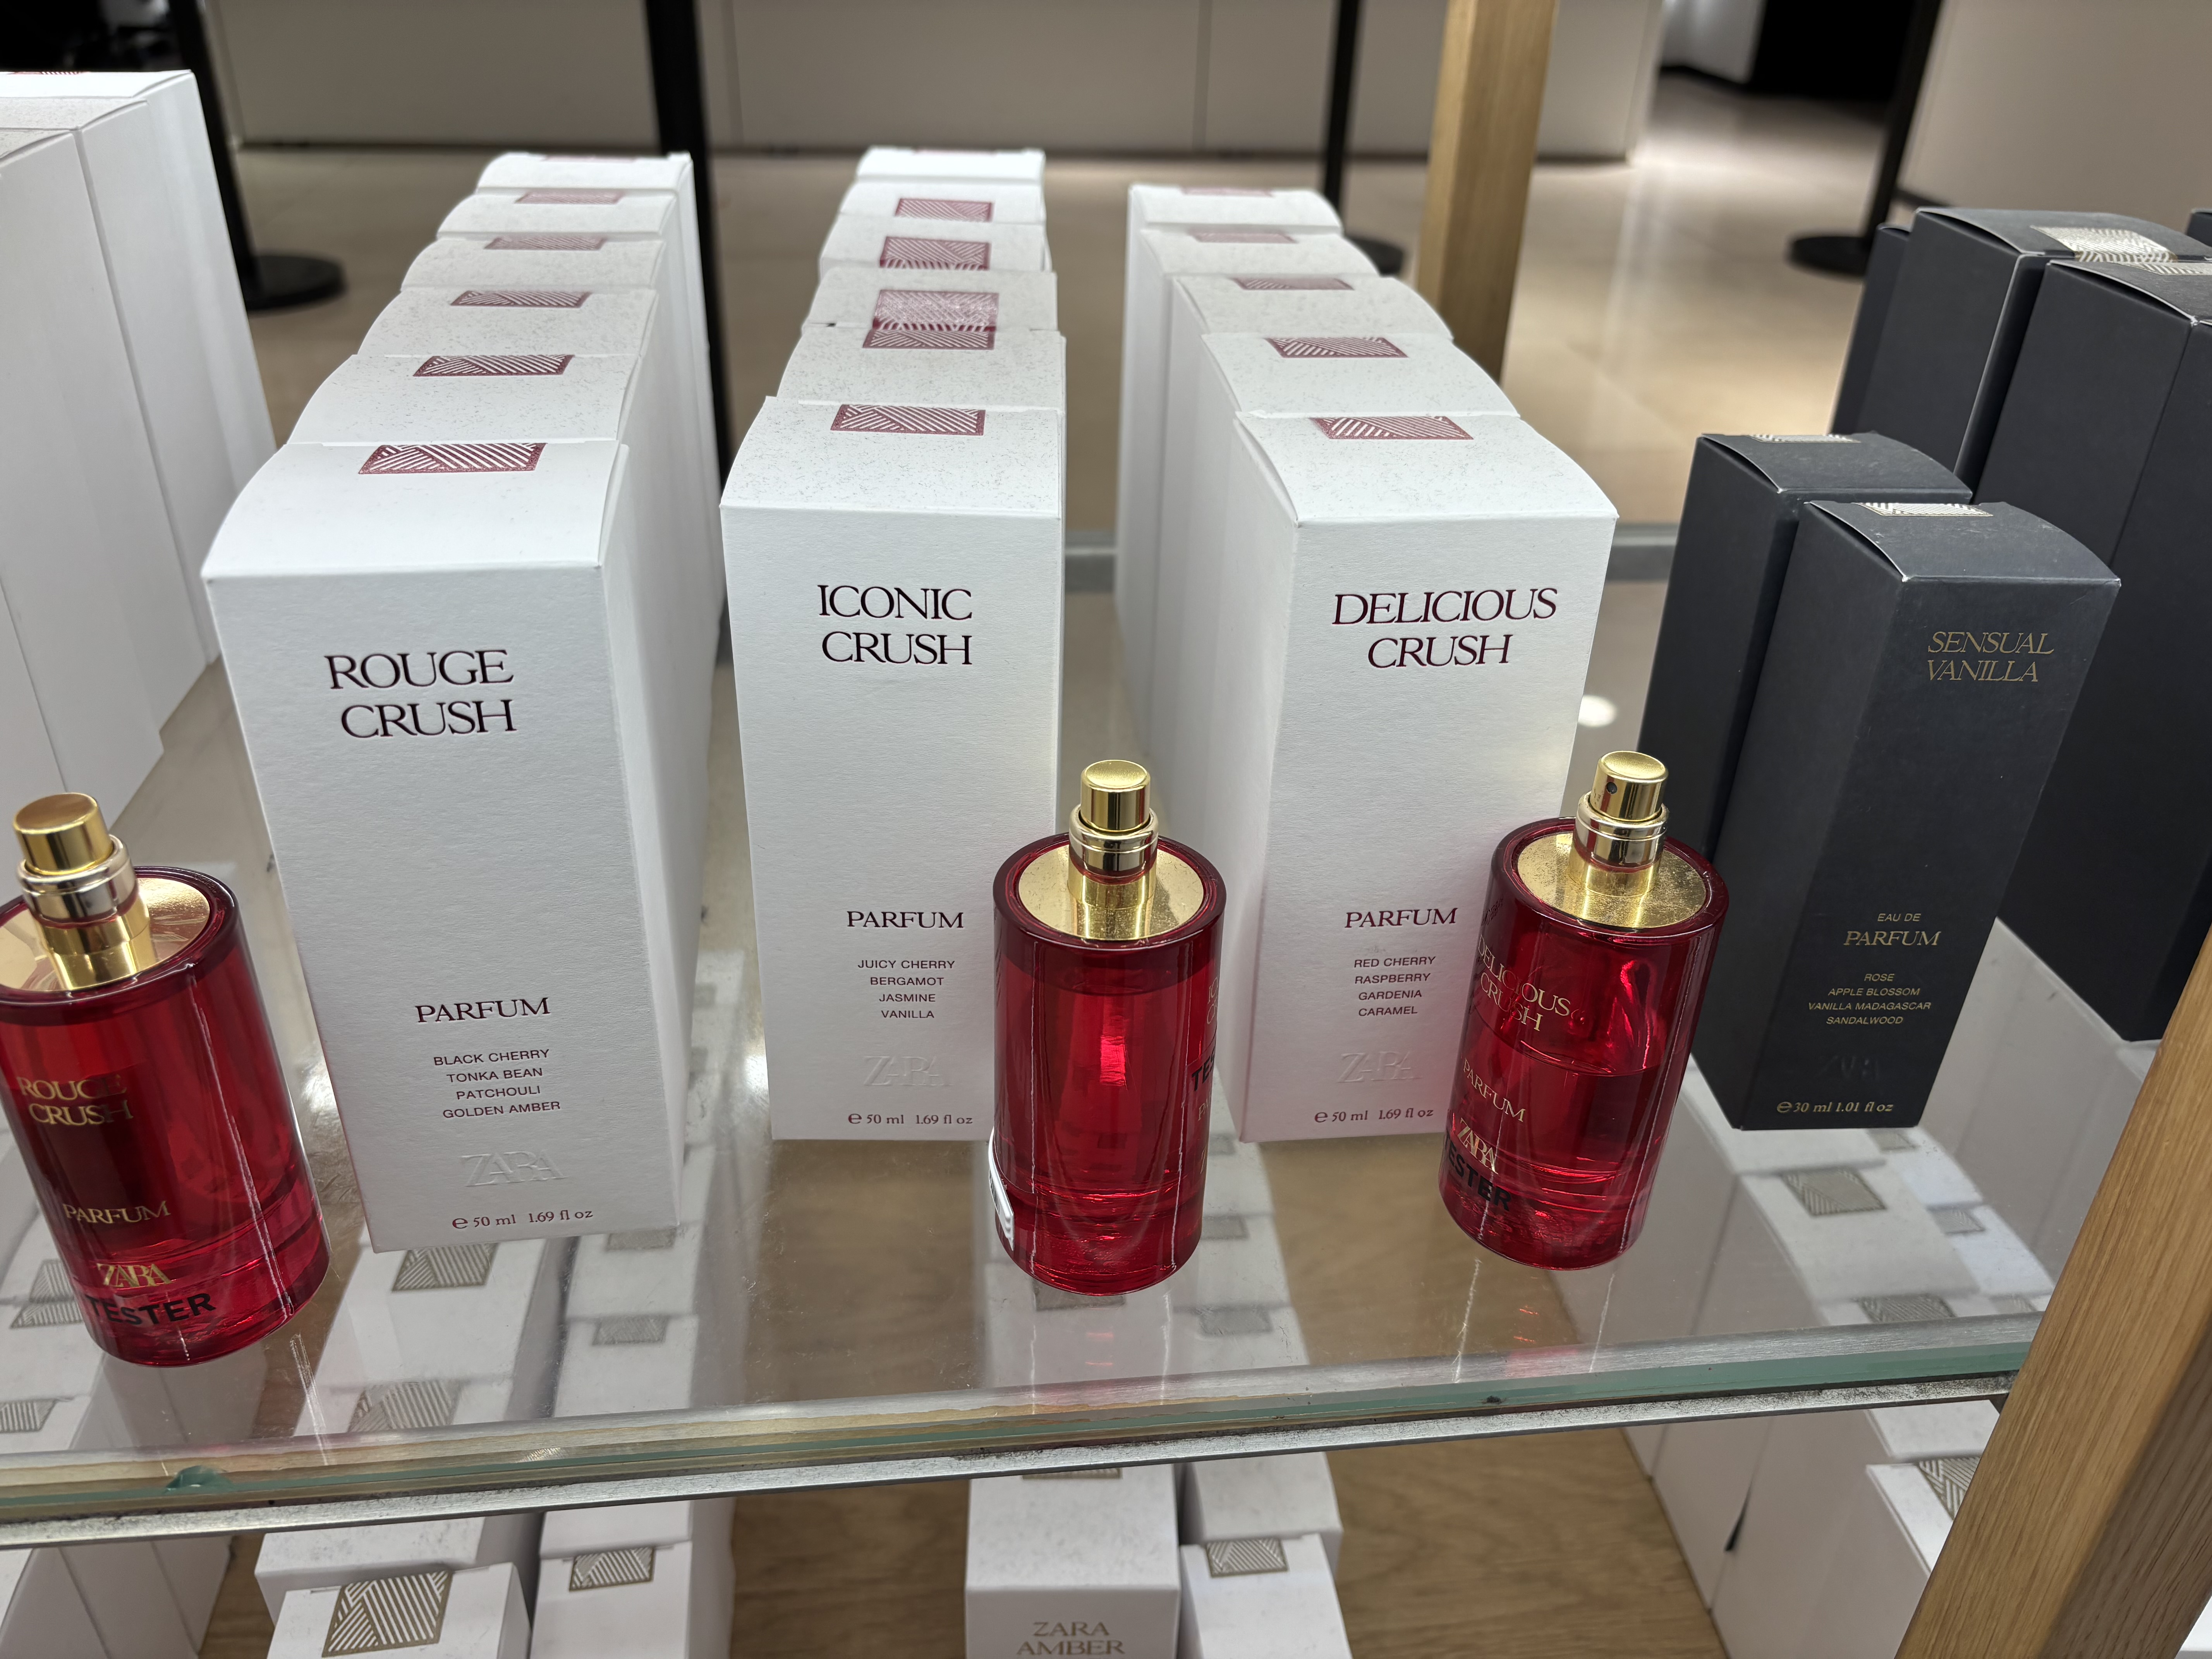 ROUGE
CRUSH
PARFUM
BLACK CHERRY
TONKA BEAN
PATCHOULI
GOLDEN AMBER
ZARA
e 50 ml 1.69 fl oz
ICONIC
CRUSH
PARFUM
JUICY CHERRY
BERGAMOT
JASMINE
VANILLA
ZARA
e 50 ml 1.69 fl oz
DELICIOUS
CRUSH
PARFUM
RED CHERRY
RASPBERRY
GARDENIA
CARAMEL
ZARA
e 50 ml 1.69 fl oz
SENSUAL
VANILLA
EAU DE
PARFUM
ROSE
APPLE BLOSSOM
VANILLA MADAGASCAR
SANDALWOOD
ZARA
e 30 ml 1.01 fl oz
ROUGE
CRUSH
PARFUM
ZARA
TESTER
DELICIOUS
CRUSH
PARFUM
ZARA
TESTER
ZARA
AMBER